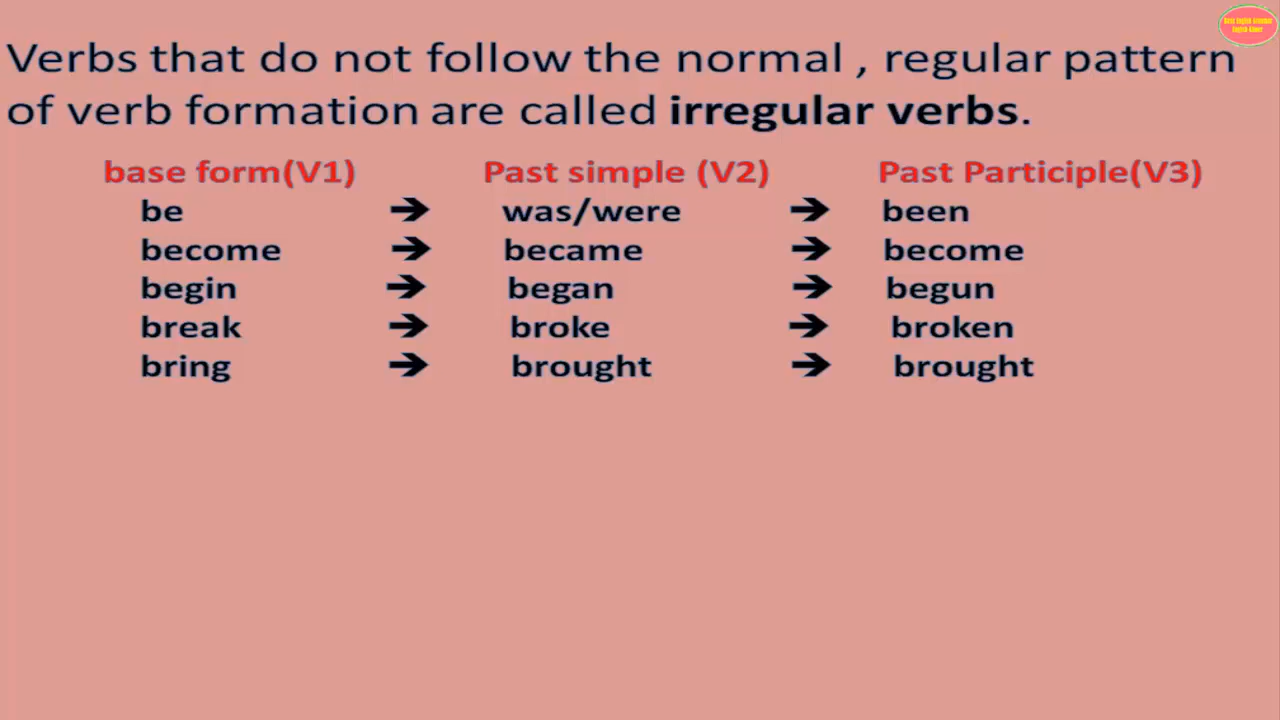 Verbs that do not follow the normal , regular pattern
of verb formation are called irregular verbs.
base form(V1) Past simple (V2) Past Participle(V3)
be ➔ was/were ➔ been
become ➔ became ➔ become
begin ➔ began ➔ begun
break ➔ broke ➔ broken
bring ➔ brought ➔ brought